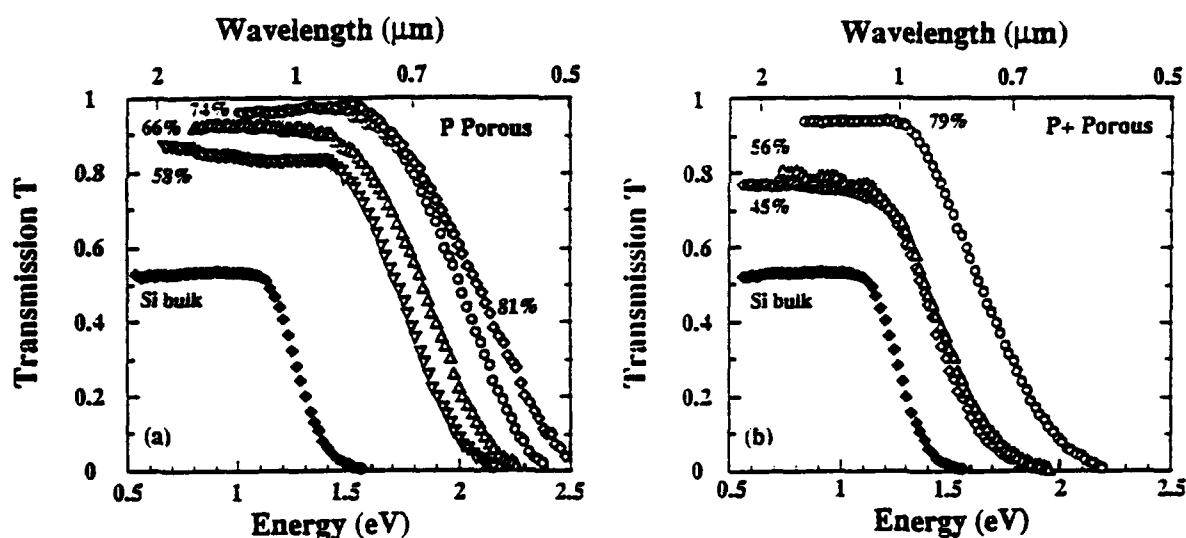 Wavelength (μm)
2 1 0.7 0.5
1
0.8
0.6
0.4
0.2
0
Transmission T
74%
66%
58%
81%
P Porous
Si bulk
(a)
0.5 1 1.5 2 2.5
Energy (eV)
Wavelength (μm)
2 1 0.7 0.5
1
0.8
0.6
0.4
0.2
0
Transmission T
79%
P+ Porous
56%
45%
Si bulk
(b)
0.5 1 1.5 2 2.5
Energy (eV)